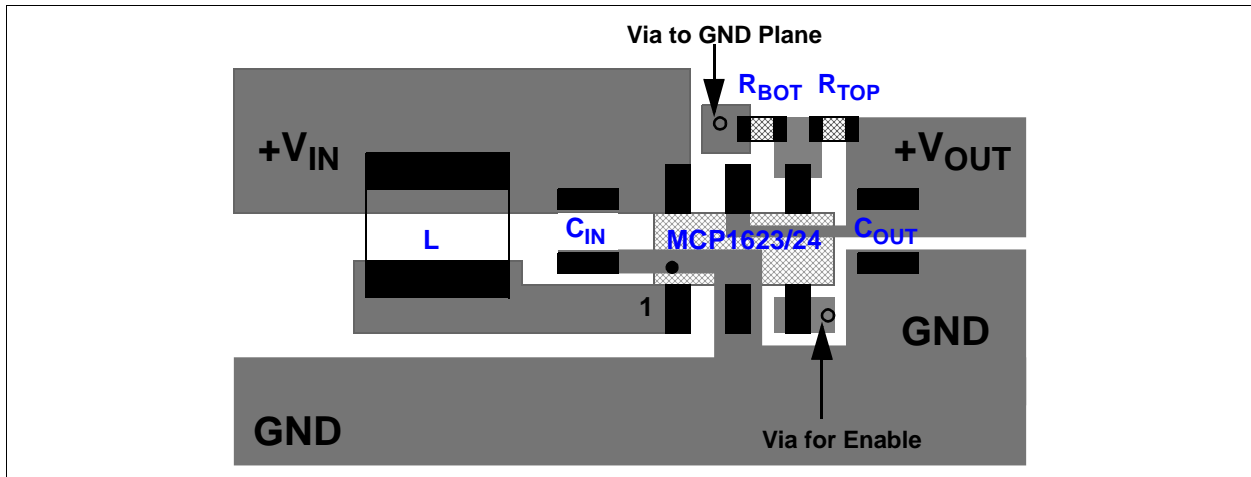 Via to GND Plane
RBOT RTOP
+VIN
+VOUT
L
CIN
MCP1623/24
COUT
1
GND
GND
Via for Enable